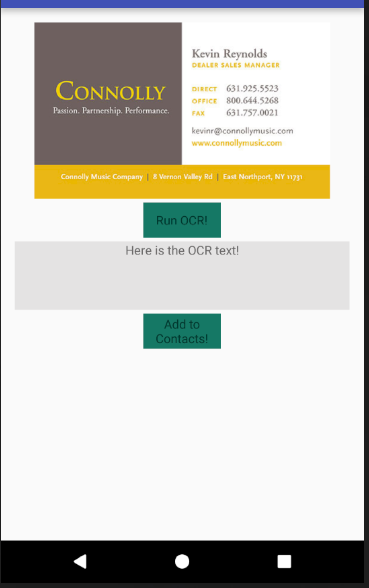 CONNOLLY
Passion. Partnership. Performance.
Kevin Reynolds
DEALER SALES MANAGER
DIRECT 631.925.5523
OFFICE 800.644.5268
FAX 631.757.0021
kevinr@connollymusic.com
www.connollymusic.com
Connolly Music Company | 8 Vernon Valley Rd | East Northport, NY 11731
Run OCR!
Here is the OCR text!
Add to
Contacts!